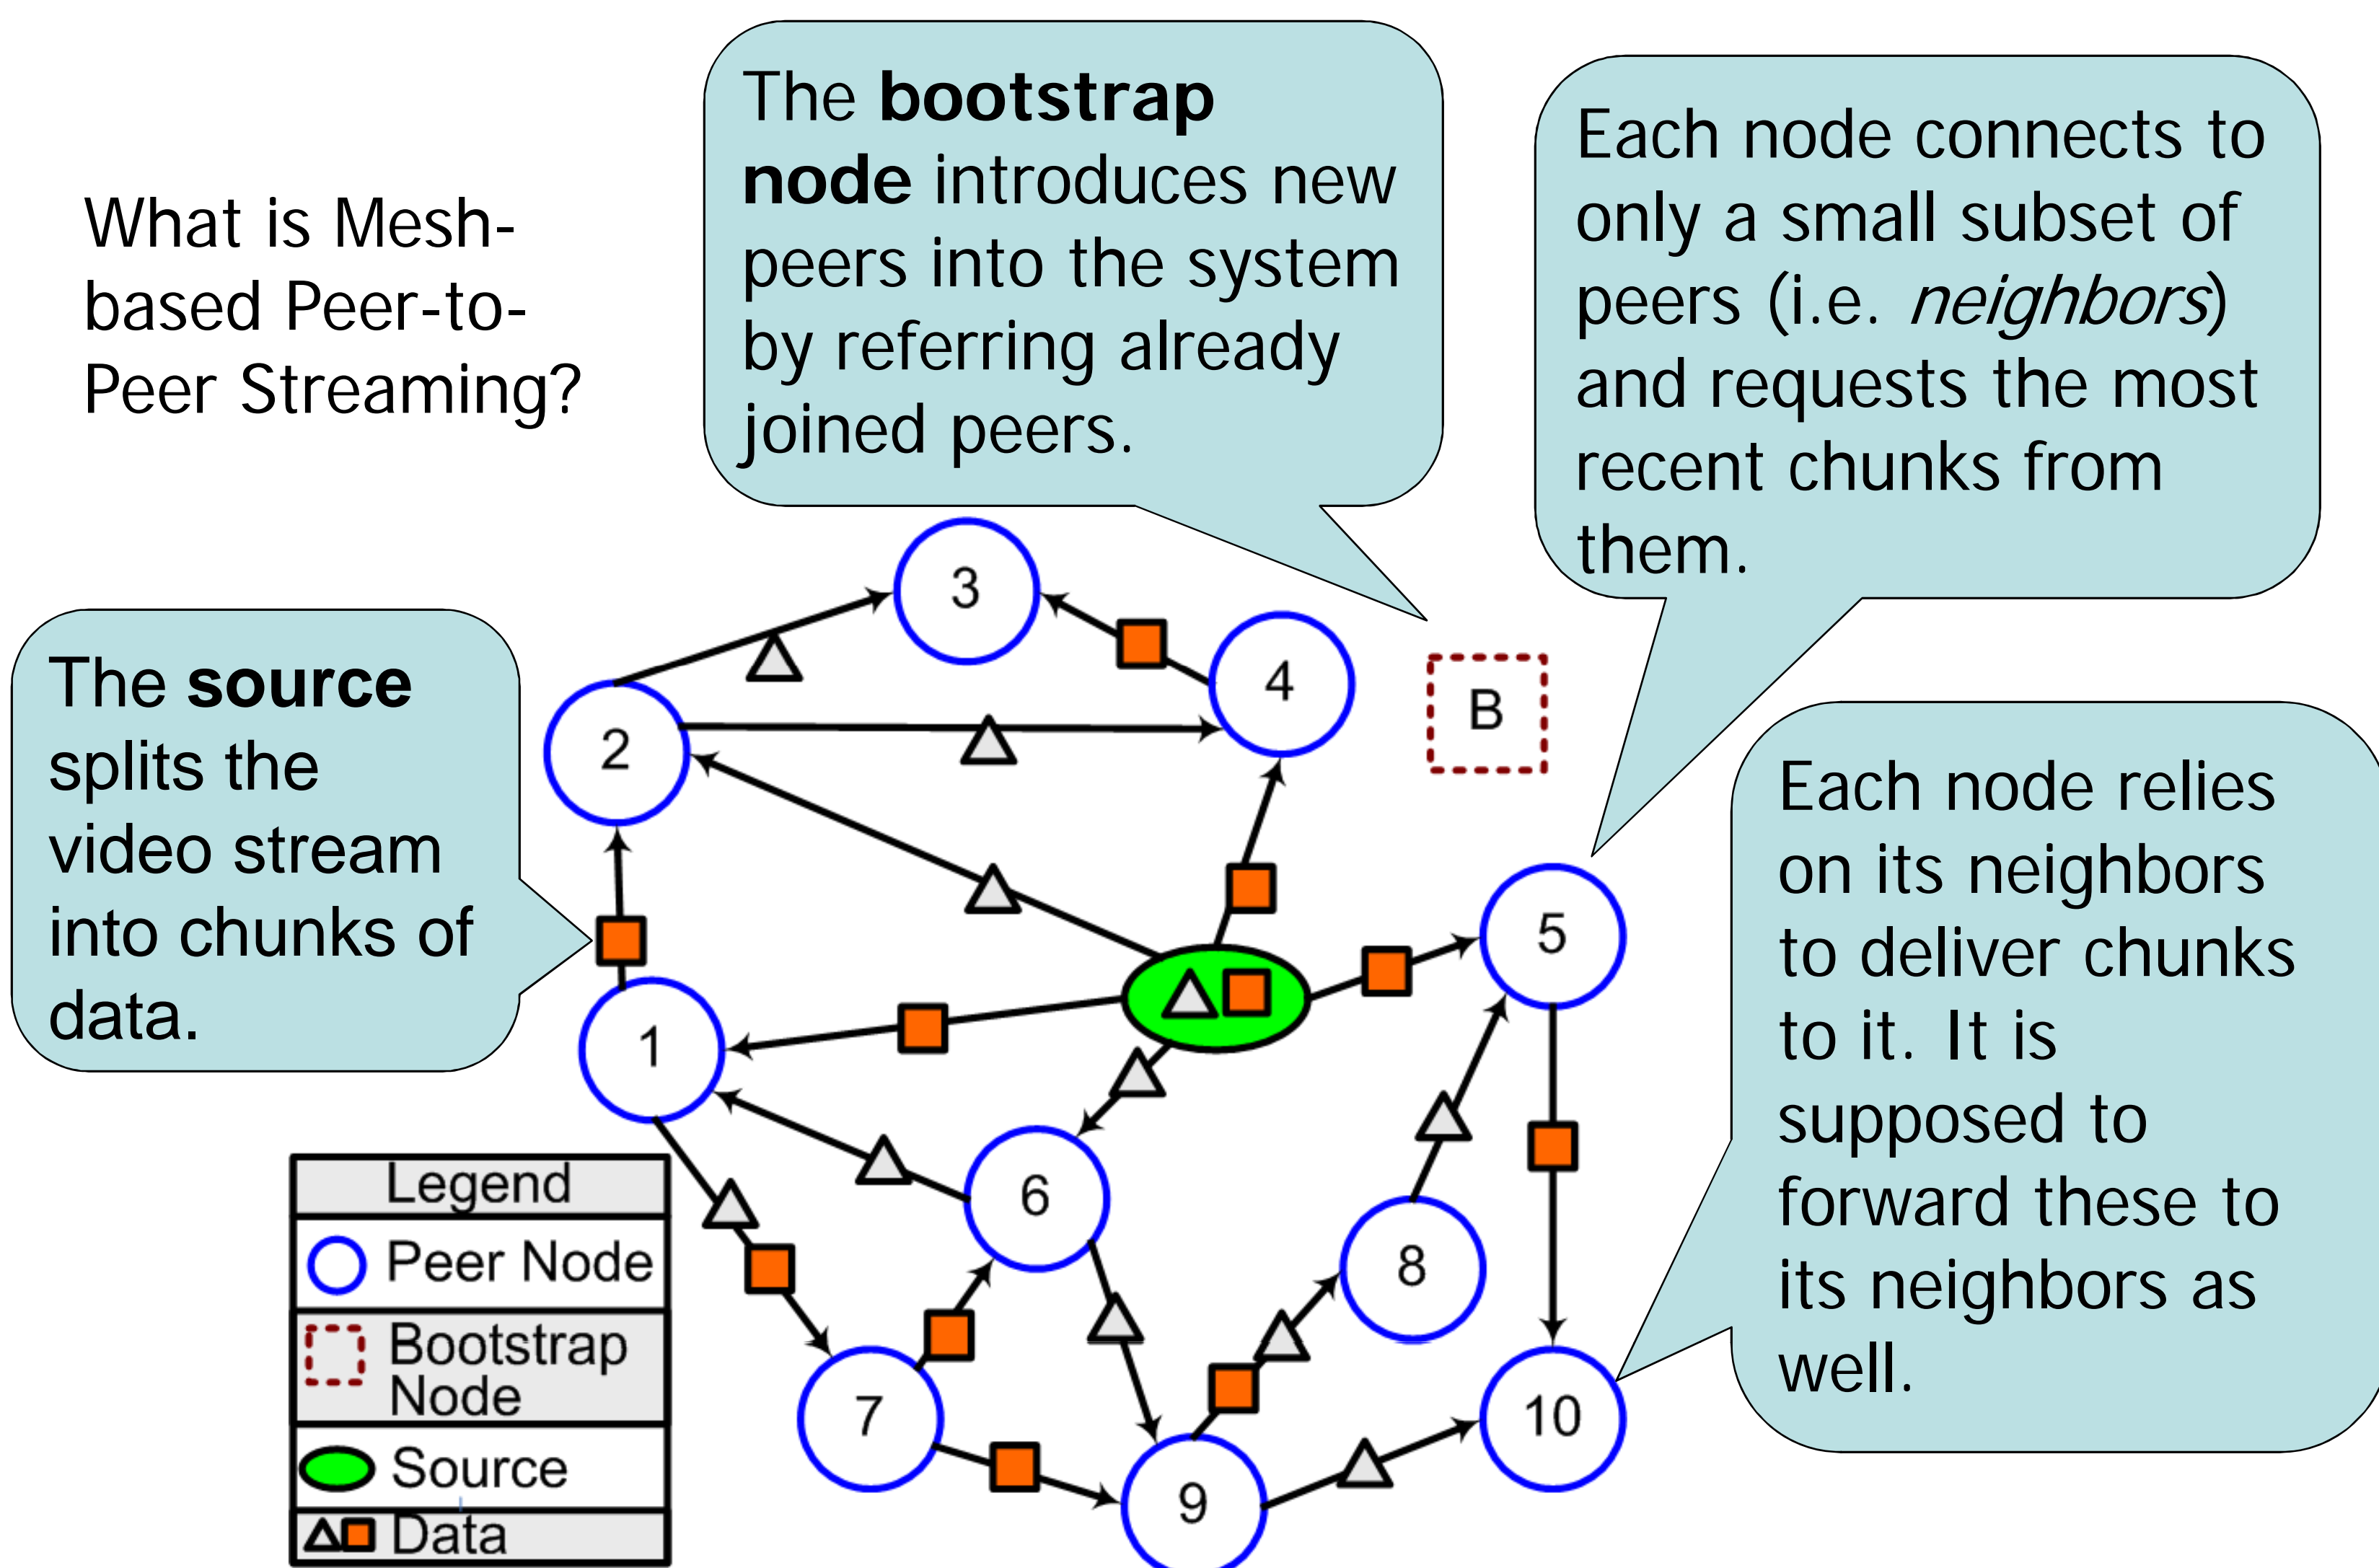 What is Mesh-
based Peer-to-
Peer Streaming?
The bootstrap
node introduces new
peers into the system
by referring already
joined peers.
Each node connects to
only a small subset of
peers (i.e. neighbors)
and requests the most
recent chunks from
them.
The source
splits the
video stream
into chunks of
data.
Each node relies
on its neighbors
to deliver chunks
to it. It is
supposed to
forward these to
its neighbors as
well.
3
4
B
2
5
1
6
8
7
10
9
Legend
Peer Node
Bootstrap
Node
Source
Data